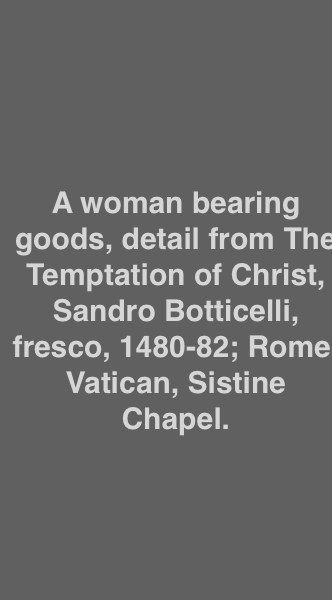 A woman bearing
goods, detail from The
Temptation of Christ,
Sandro Botticelli,
fresco, 1480-82; Rome,
Vatican, Sistine
Chapel.